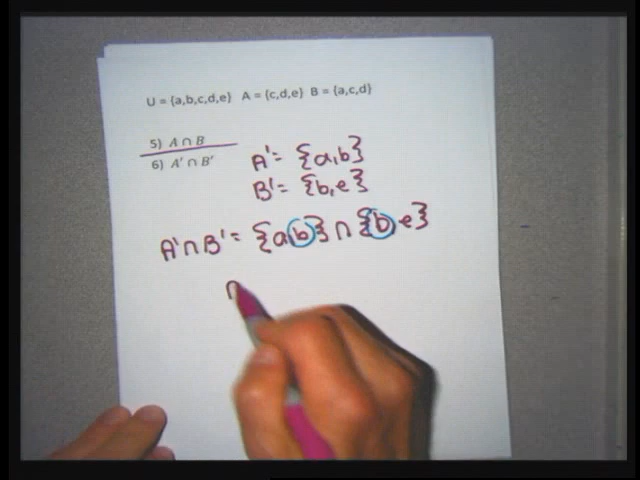 U = {a,b,c,d,e} A = {c,d,e} B = {a,c,d}
5) A ∩ B
6) A' ∩ B'
A' = {a,b}
B' = {b,e}
A'∩B' = {a,b} ∩ {b,e}
∩